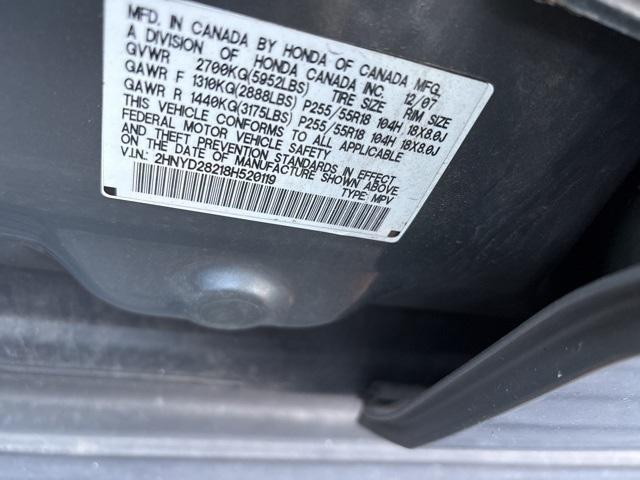 MFD. IN CANADA BY HONDA OF CANADA MFG.
A DIVISION OF HONDA CANADA INC. 12/07
GVWR 2700KG(5952LBS) TIRE SIZE RIM SIZE
GAWR F 1310KG(2888LBS) P255/55R18 104H 18X8.0J
GAWR R 1440KG(3175LBS) P255/55R18 104H 18X8.0J
THIS VEHICLE CONFORMS TO ALL APPLICABLE
FEDERAL MOTOR VEHICLE SAFETY
AND THEFT PREVENTION STANDARDS IN EFFECT
ON THE DATE OF MANUFACTURE SHOWN ABOVE.
V.I.N.: 2HNYD28218H520119 TYPE: MPV